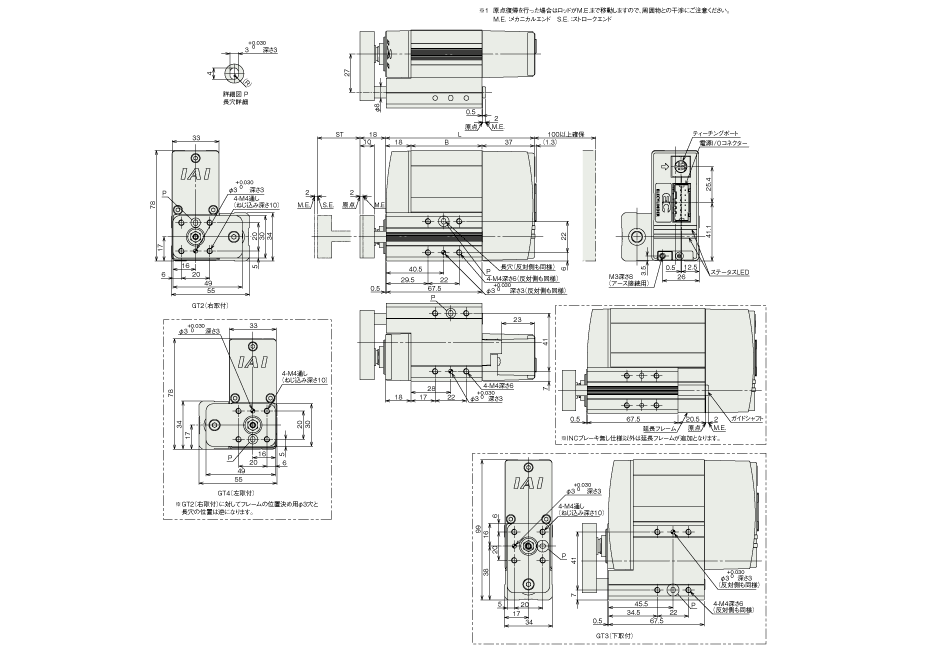 ※1 原点復帰を行った場合はロッドがM.E.まで移動しますので、周囲物との干渉にご注意ください。
M.E.：メカニカルエンド S.E.：ストロークエンド
3 +0.030 0 深さ3
4
R
詳細図 P
長穴詳細
27
φ8
0.5
2
原点
M.E.
33
IAI
P
φ3 +0.030 0 深さ3
4-M4通し
(ねじ込み深さ10)
78
17
20
30
34
5
6
16
20
49
55
GT2(右取付)
ST
18
L
100以上確保
10
18
B
37
(1.3)
2
M.E.
S.E.
2
原点
M.E.
22
6
40.5
P
長穴(反対側も同様)
29.5
22
4-M4深さ6(反対側も同様)
0.5
67.5
φ3 +0.030 0 深さ3(反対側も同様)
ティーチングポート
電源I/Oコネクター
25.4
41.1
3.5
0.5
12.5
26
ステータスLED
M3深さ8
(アース接続用)
P
23
41
7
28
18
17
22
4-M4深さ6
φ3 +0.030 0 深さ3
φ3 +0.030 0 深さ3
33
IAI
4-M4通し
(ねじ込み深さ10)
78
34
17
20
30
P
5
16
20
6
49
55
GT4(左取付)
※GT2(右取付)に対してフレームの位置決め用φ3穴と
長穴の位置は逆になります。
0.5
67.5
20.5
2
ガイドシャフト
延長フレーム
原点
M.E.
※INCブレーキ無し仕様以外は延長フレームが追加となります。
IAI
φ3 +0.030 0 深さ3
4-M4通し
(ねじ込み深さ10)
99
6
16
20
38
P
5
20
17
34
41
7
φ3 +0.030 0 深さ3
(反対側も同様)
45.5
P
4-M4深さ6
(反対側も同様)
34.5
22
0.5
67.5
GT3(下取付)